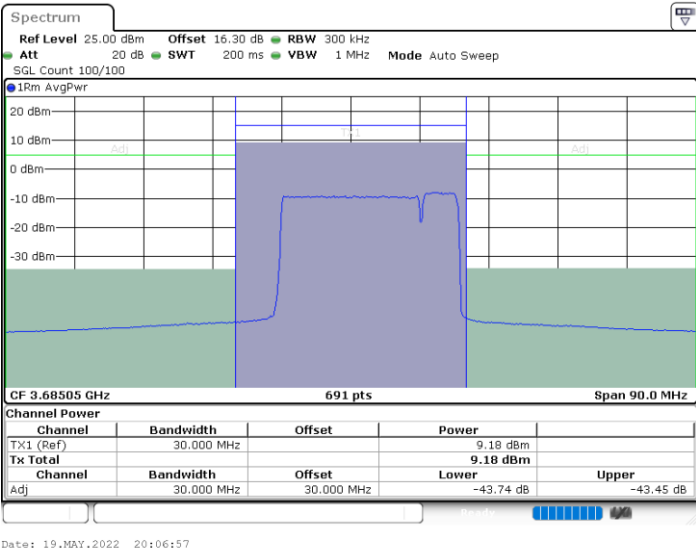 Spectrum
Ref Level 25.00 dBm Offset 16.30 dB RBW 300 kHz
Att 20 dB SWT 200 ms VBW 1 MHz Mode Auto Sweep
SGL Count 100/100
1Rm AvgPwr
20 dBm
TX1
10 dBm
Adj Adj
0 dBm
-10 dBm
-20 dBm
-30 dBm
CF 3.68505 GHz 691 pts Span 90.0 MHz
Channel Power
Channel Bandwidth Offset Power
TX1 (Ref) 30.000 MHz 9.18 dBm
Tx Total 9.18 dBm
Channel Bandwidth Offset Lower Upper
Adj 30.000 MHz 30.000 MHz -43.74 dB -43.45 dB
Ready
Date: 19.MAY.2022 20:06:57